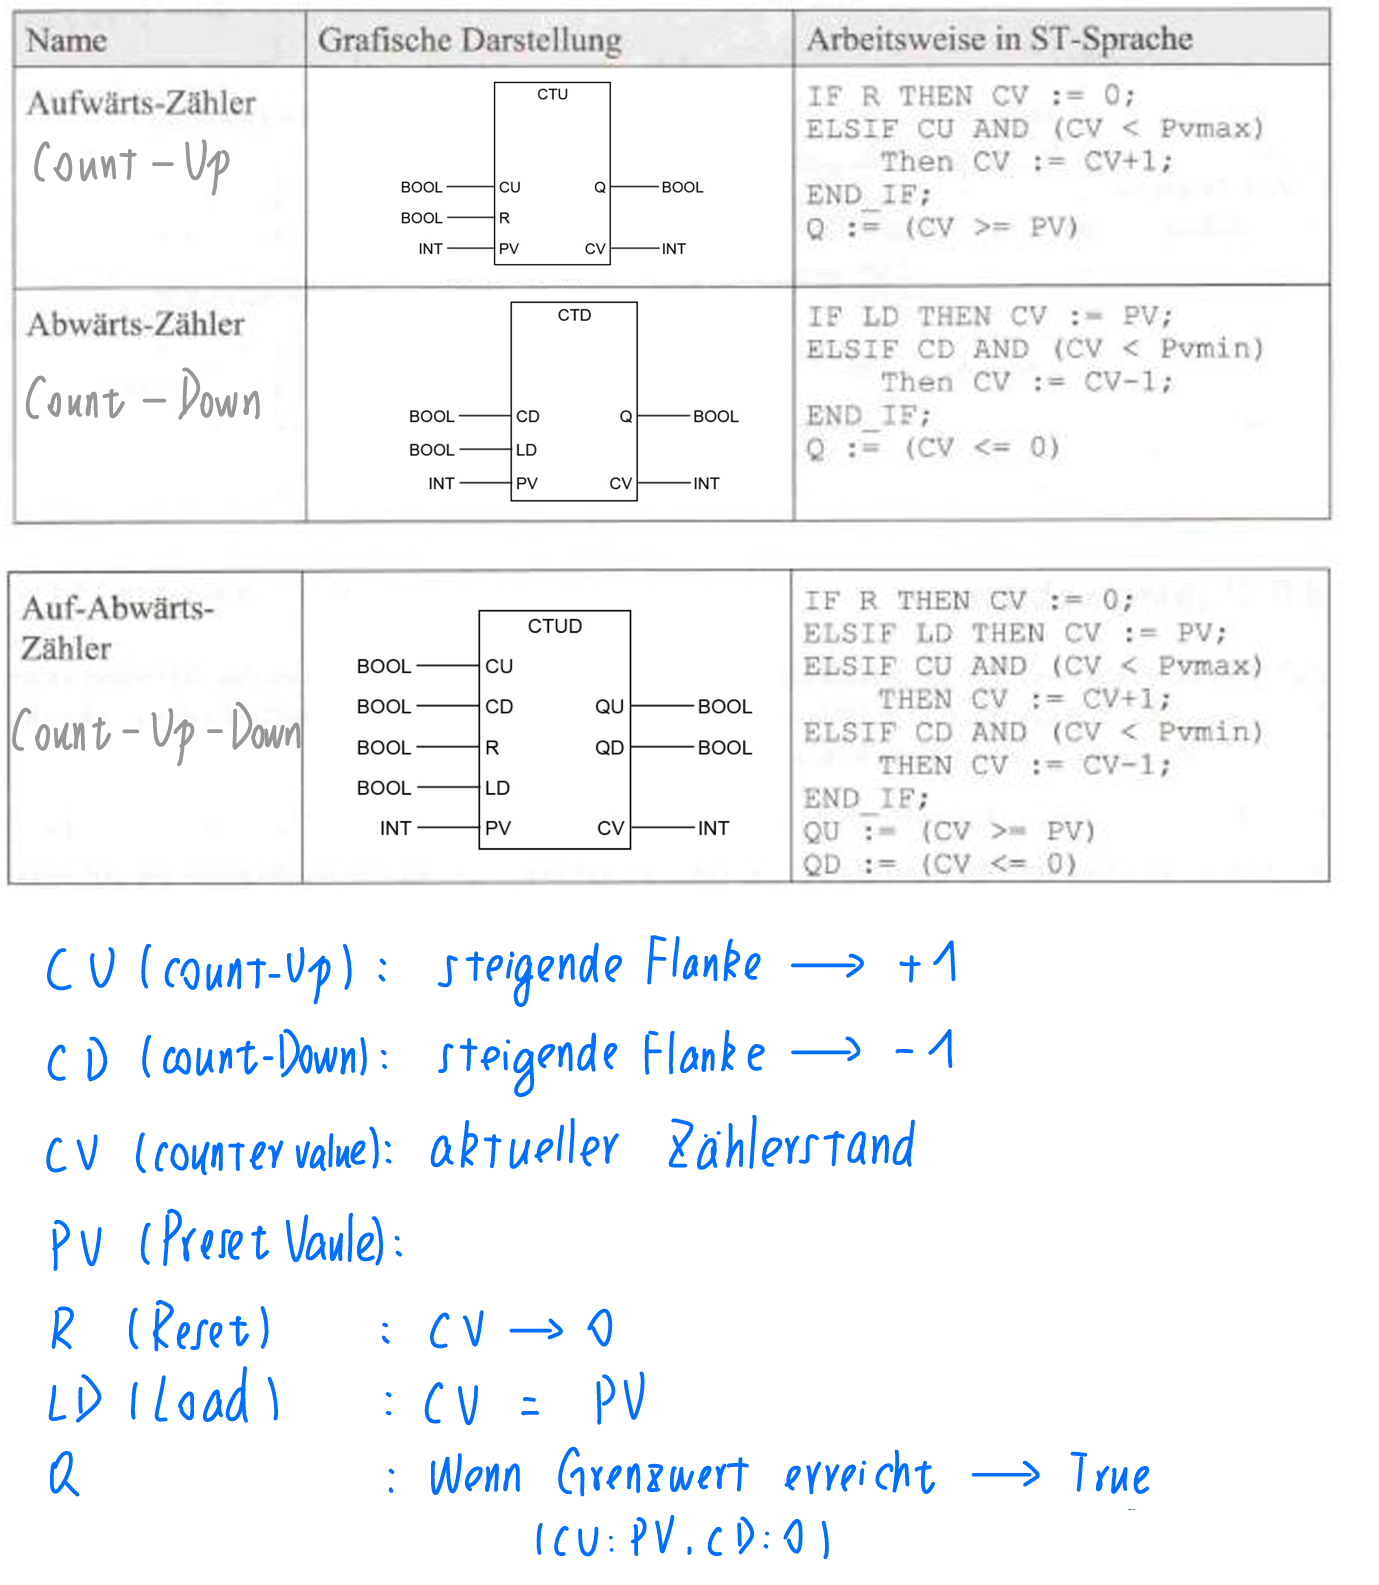 Name Grafische Darstellung Arbeitsweise in ST-Sprache
Aufwärts-Zähler
Count-Up
CTU
BOOL CU Q BOOL
BOOL R
INT PV CV INT
IF R THEN CV := 0;
ELSIF CU AND (CV < Pvmax)
Then CV := CV+1;
END_IF;
Q := (CV >= PV)
Abwärts-Zähler
Count-Down
CTD
BOOL CD Q BOOL
BOOL LD
INT PV CV INT
IF LD THEN CV := PV;
ELSIF CD AND (CV < Pvmin)
Then CV := CV-1;
END_IF;
Q := (CV <= 0)
Auf-Abwärts-
Zähler
Count-Up-Down
CTUD
BOOL CU
BOOL CD QU BOOL
BOOL R QD BOOL
BOOL LD
INT PV CV INT
IF R THEN CV := 0;
ELSIF LD THEN CV := PV;
ELSIF CU AND (CV < Pvmax)
THEN CV := CV+1;
ELSIF CD AND (CV < Pvmin)
THEN CV := CV-1;
END_IF;
QU := (CV >= PV)
QD := (CV <= 0)
CU (count-Up): steigende Flanke → +1
CD (count-Down): steigende Flanke → -1
CV (counter value): aktueller Zählerstand
PV (Preset Vaule):
R (Reset) : CV → 0
LD (Load) : CV = PV
Q : Wenn Grenzwert erreicht → True
(CU: PV, CD: 0)